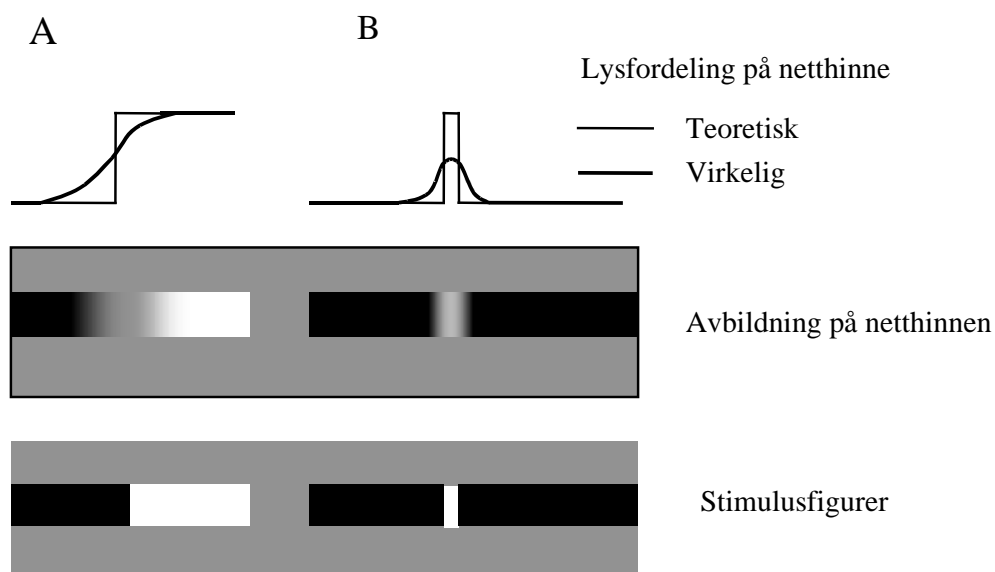 A
B
Lysfordeling på netthinne
Teoretisk
Virkelig
Avbildning på netthinnen
Stimulusfigurer